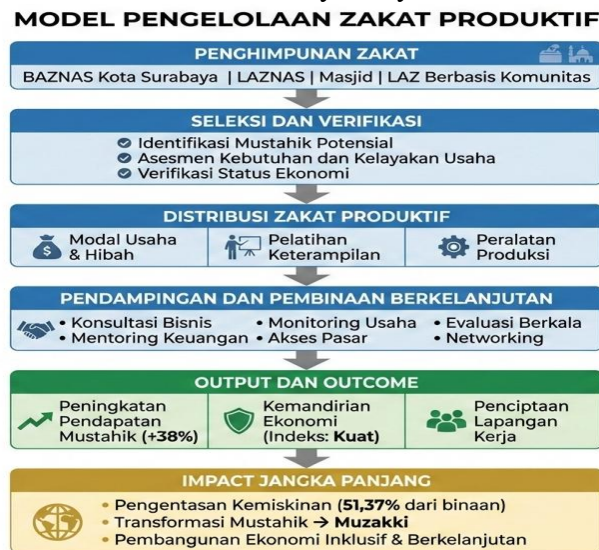 MODEL PENGELOLAAN ZAKAT PRODUKTIF
PENGHIMPUNAN ZAKAT
BAZNAS Kota Surabaya | LAZNAS | Masjid | LAZ Berbasis Komunitas
SELEKSI DAN VERIFIKASI
Identifikasi Mustahik Potensial
Asesmen Kebutuhan dan Kelayakan Usaha
Verifikasi Status Ekonomi
DISTRIBUSI ZAKAT PRODUKTIF
Modal Usaha
& Hibah
Pelatihan
Keterampilan
Peralatan
Produksi
PENDAMPINGAN DAN PEMBINAAN BERKELANJUTAN
• Konsultasi Bisnis • Monitoring Usaha • Evaluasi Berkala
• Mentoring Keuangan • Akses Pasar • Networking
OUTPUT DAN OUTCOME
Peningkatan
Pendapatan
Mustahik (+38%)
Kemandirian
Ekonomi
(Indeks: Kuat)
Penciptaan
Lapangan
Kerja
IMPACT JANGKA PANJANG
• Pengentasan Kemiskinan (51,37% dari binaan)
• Transformasi Mustahik → Muzakki
• Pembangunan Ekonomi Inklusif & Berkelanjutan